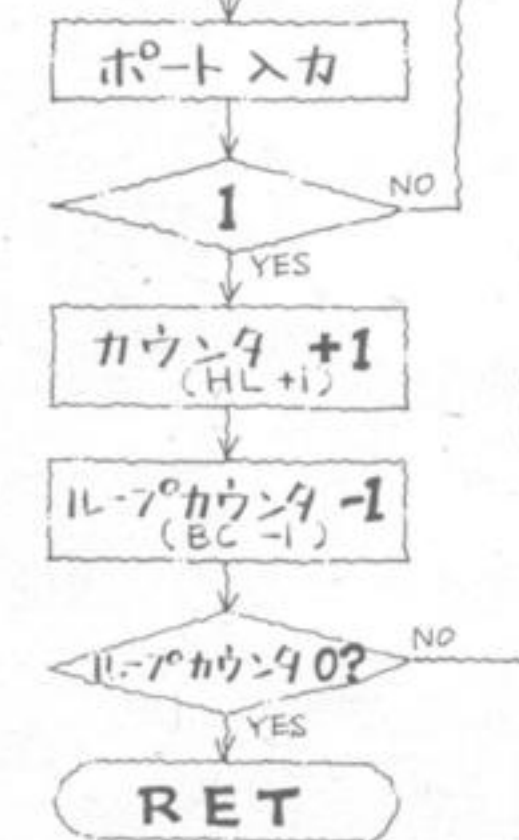 ポート入力
1
NO
YES
カウンタ +1
(HL+1)
ループカウンタ -1
(BC-1)
ループカウンタ0?
NO
YES
RET